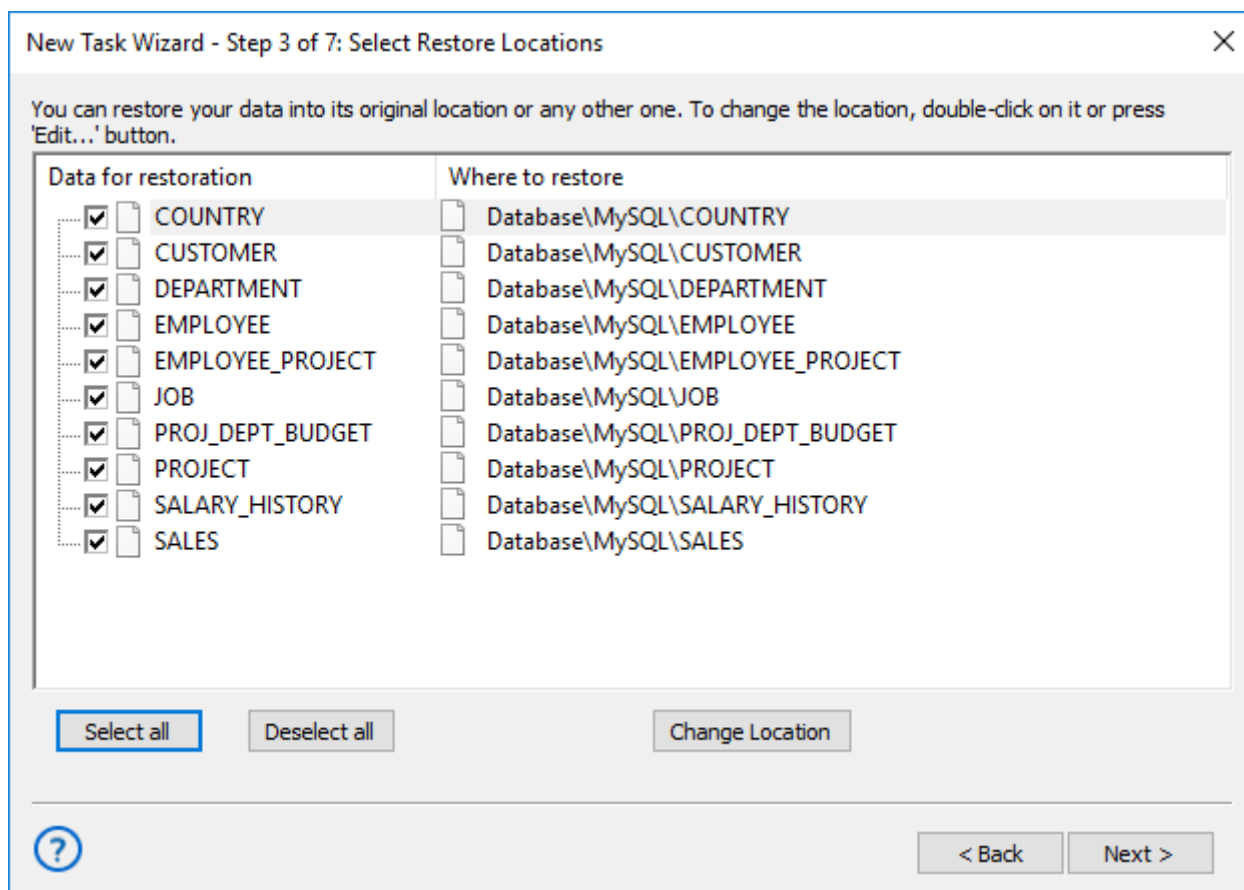 New Task Wizard - Step 3 of 7: Select Restore Locations
You can restore your data into its original location or any other one. To change the location, double-click on it or press
'Edit...' button.
Data for restoration Where to restore
COUNTRY Database\MySQL\COUNTRY
CUSTOMER Database\MySQL\CUSTOMER
DEPARTMENT Database\MySQL\DEPARTMENT
EMPLOYEE Database\MySQL\EMPLOYEE
EMPLOYEE_PROJECT Database\MySQL\EMPLOYEE_PROJECT
JOB Database\MySQL\JOB
PROJ_DEPT_BUDGET Database\MySQL\PROJ_DEPT_BUDGET
PROJECT Database\MySQL\PROJECT
SALARY_HISTORY Database\MySQL\SALARY_HISTORY
SALES Database\MySQL\SALES
Select all Deselect all Change Location
? < Back Next >